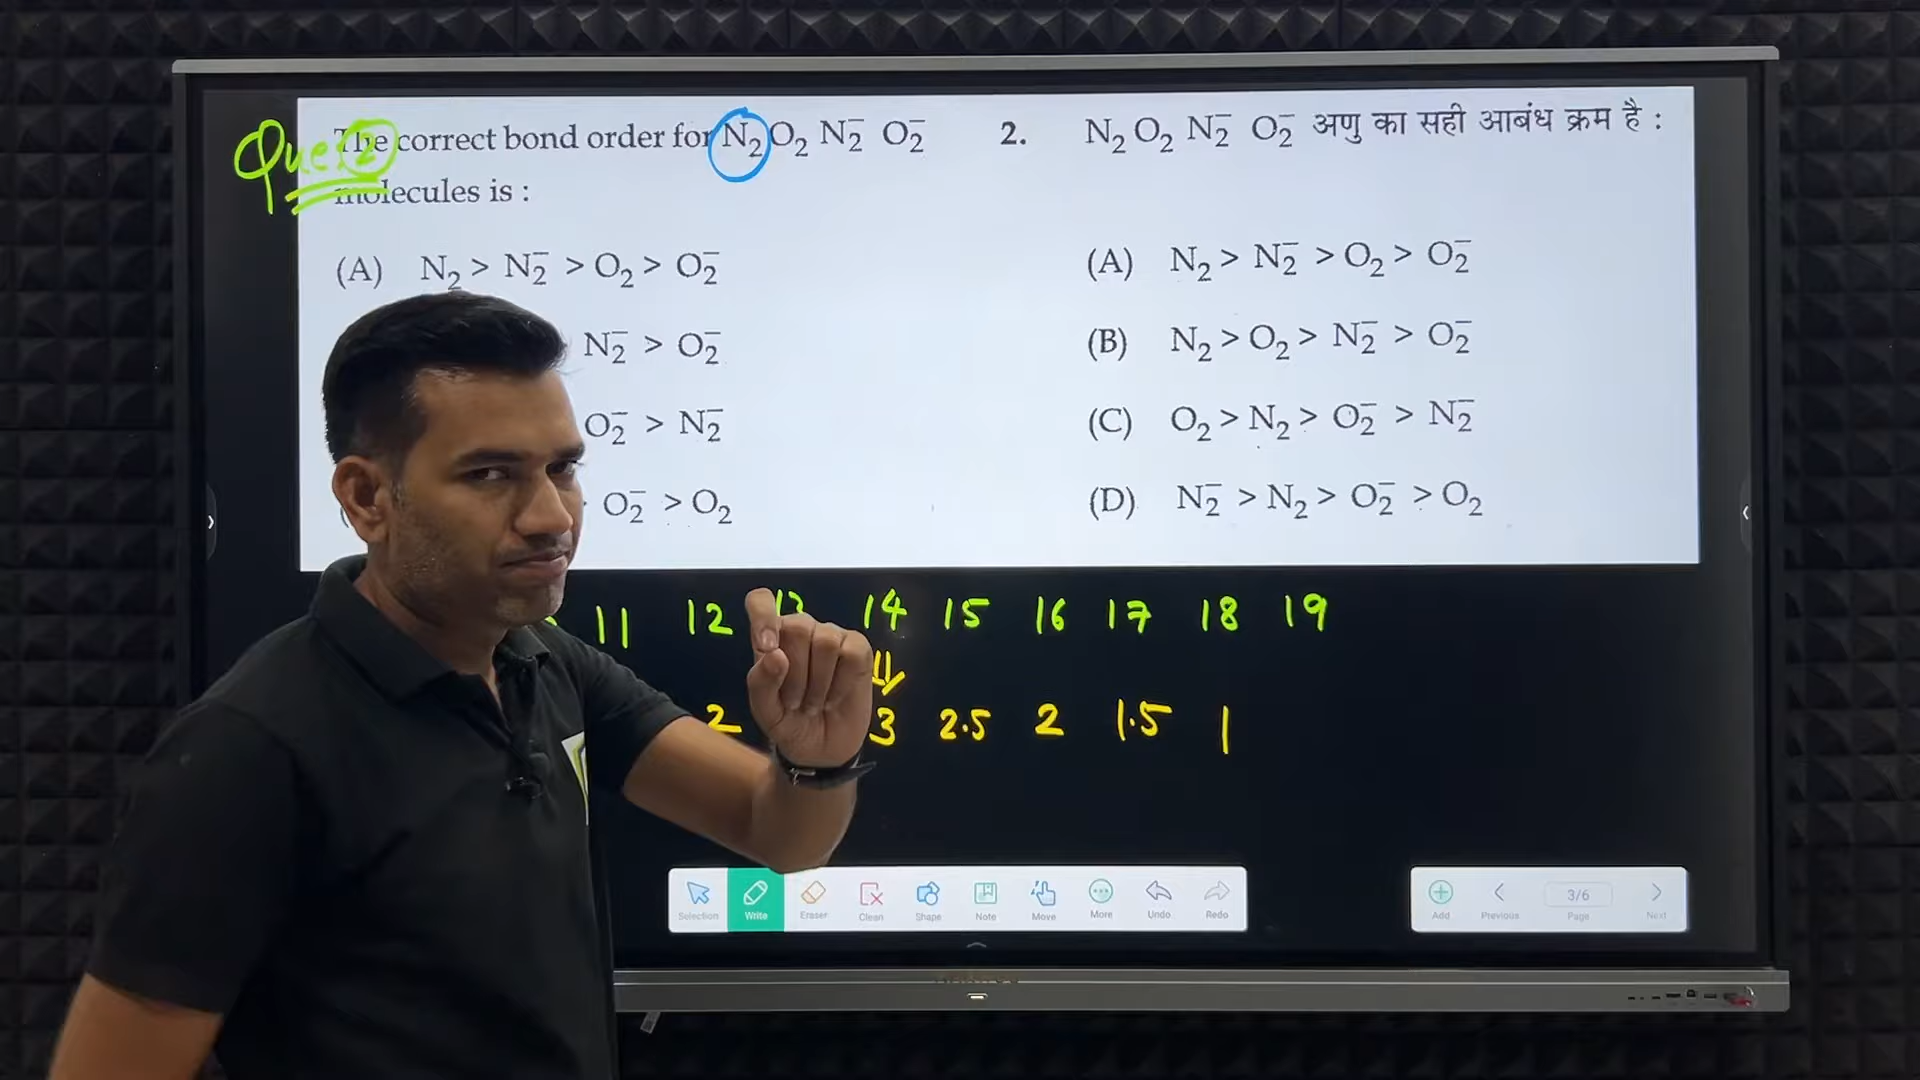 Que 2
The correct bond order for N₂ O₂ N₂⁻ O₂⁻
molecules is :
(A) N₂ > N₂⁻ > O₂ > O₂⁻
N₂⁻ > O₂⁻
O₂⁻ > N₂⁻
O₂⁻ > O₂
2. N₂ O₂ N₂⁻ O₂⁻ अणु का सही आबंध क्रम है :
(A) N₂ > N₂⁻ > O₂ > O₂⁻
(B) N₂ > O₂ > N₂⁻ > O₂⁻
(C) O₂ > N₂ > O₂⁻ > N₂⁻
(D) N₂⁻ > N₂ > O₂⁻ > O₂
11 12 13 14 15 16 17 18 19
2 3 2.5 2 1.5 1
Selection Write Eraser Clean Shape Note Move More Undo Redo
Add Previous 3/6 Page Next